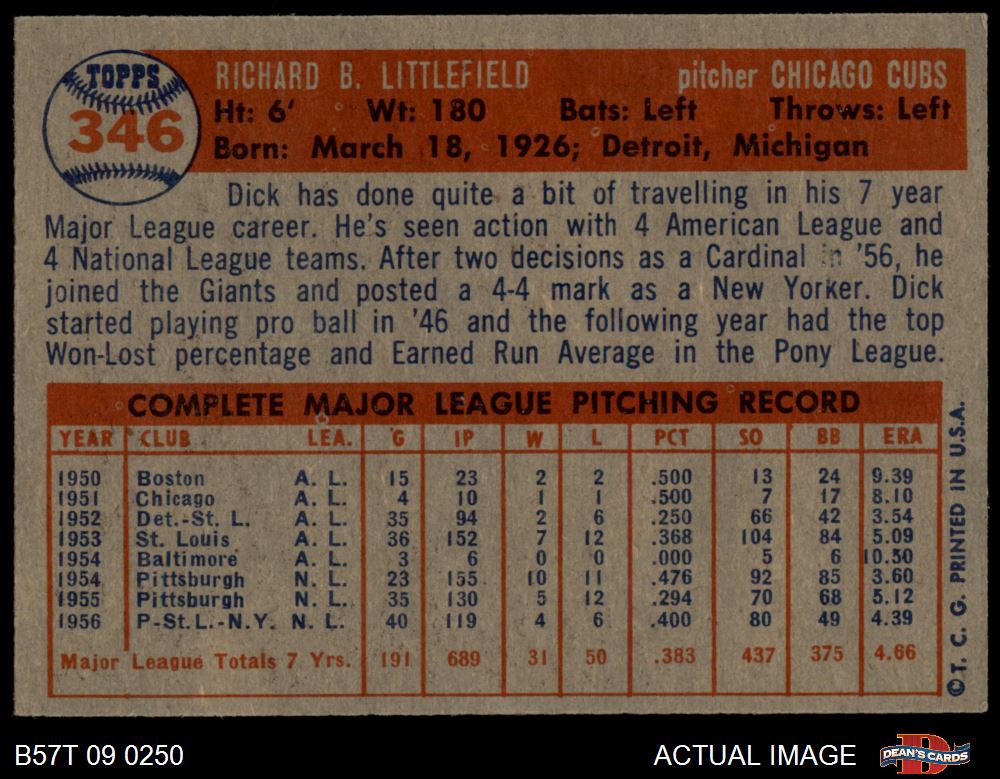 TOPPS
346
RICHARD B. LITTLEFIELD pitcher CHICAGO CUBS
Ht: 6' Wt: 180 Bats: Left Throws: Left
Born: March 18, 1926; Detroit, Michigan
Dick has done quite a bit of travelling in his 7 year
Major League career. He's seen action with 4 American League and
4 National League teams. After two decisions as a Cardinal in '56, he
joined the Giants and posted a 4-4 mark as a New Yorker. Dick
started playing pro ball in '46 and the following year had the top
Won-Lost percentage and Earned Run Average in the Pony League.
COMPLETE MAJOR LEAGUE PITCHING RECORD
YEAR CLUB LEA. G IP W L PCT SO BB ERA
1950 Boston A. L. 15 23 2 2 .500 13 24 9.39
1951 Chicago A. L. 4 10 1 1 .500 7 17 8.10
1952 Det.-St. L. A. L. 35 94 2 6 .250 66 42 3.54
1953 St. Louis A. L. 36 152 7 12 .368 104 84 5.09
1954 Baltimore A. L. 3 6 0 0 .000 5 6 10.50
1954 Pittsburgh N. L. 23 155 10 11 .476 92 85 3.60
1955 Pittsburgh N. L. 35 130 5 12 .294 70 68 5.12
1956 P-St.L.-N.Y. N. L. 40 119 4 6 .400 80 49 4.39
Major League Totals 7 Yrs. 191 689 31 50 .383 437 375 4.66
©T. C. G. PRINTED IN U.S.A.
B57T 09 0250 ACTUAL IMAGE
DEAN'S CARDS